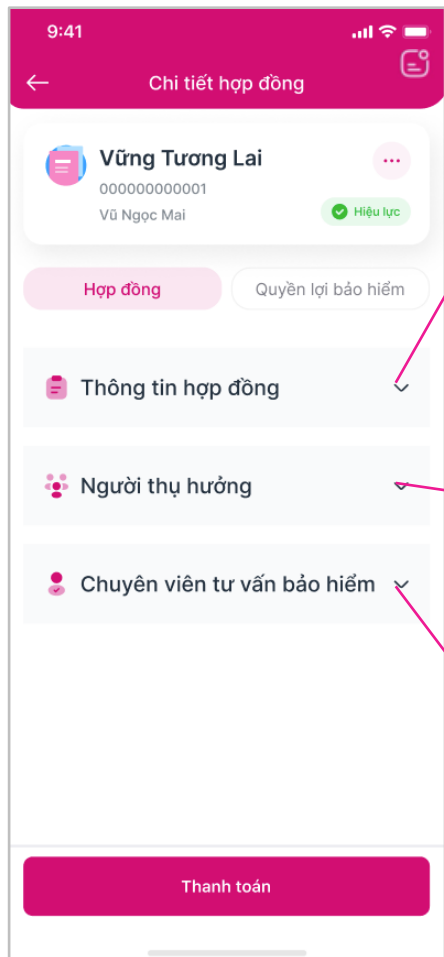 9:41
Chi tiết hợp đồng
Vững Tương Lai
000000000001
Vũ Ngọc Mai
Hiệu lực
Hợp đồng
Quyền lợi bảo hiểm
Thông tin hợp đồng
Người thụ hưởng
Chuyên viên tư vấn bảo hiểm
Thanh toán